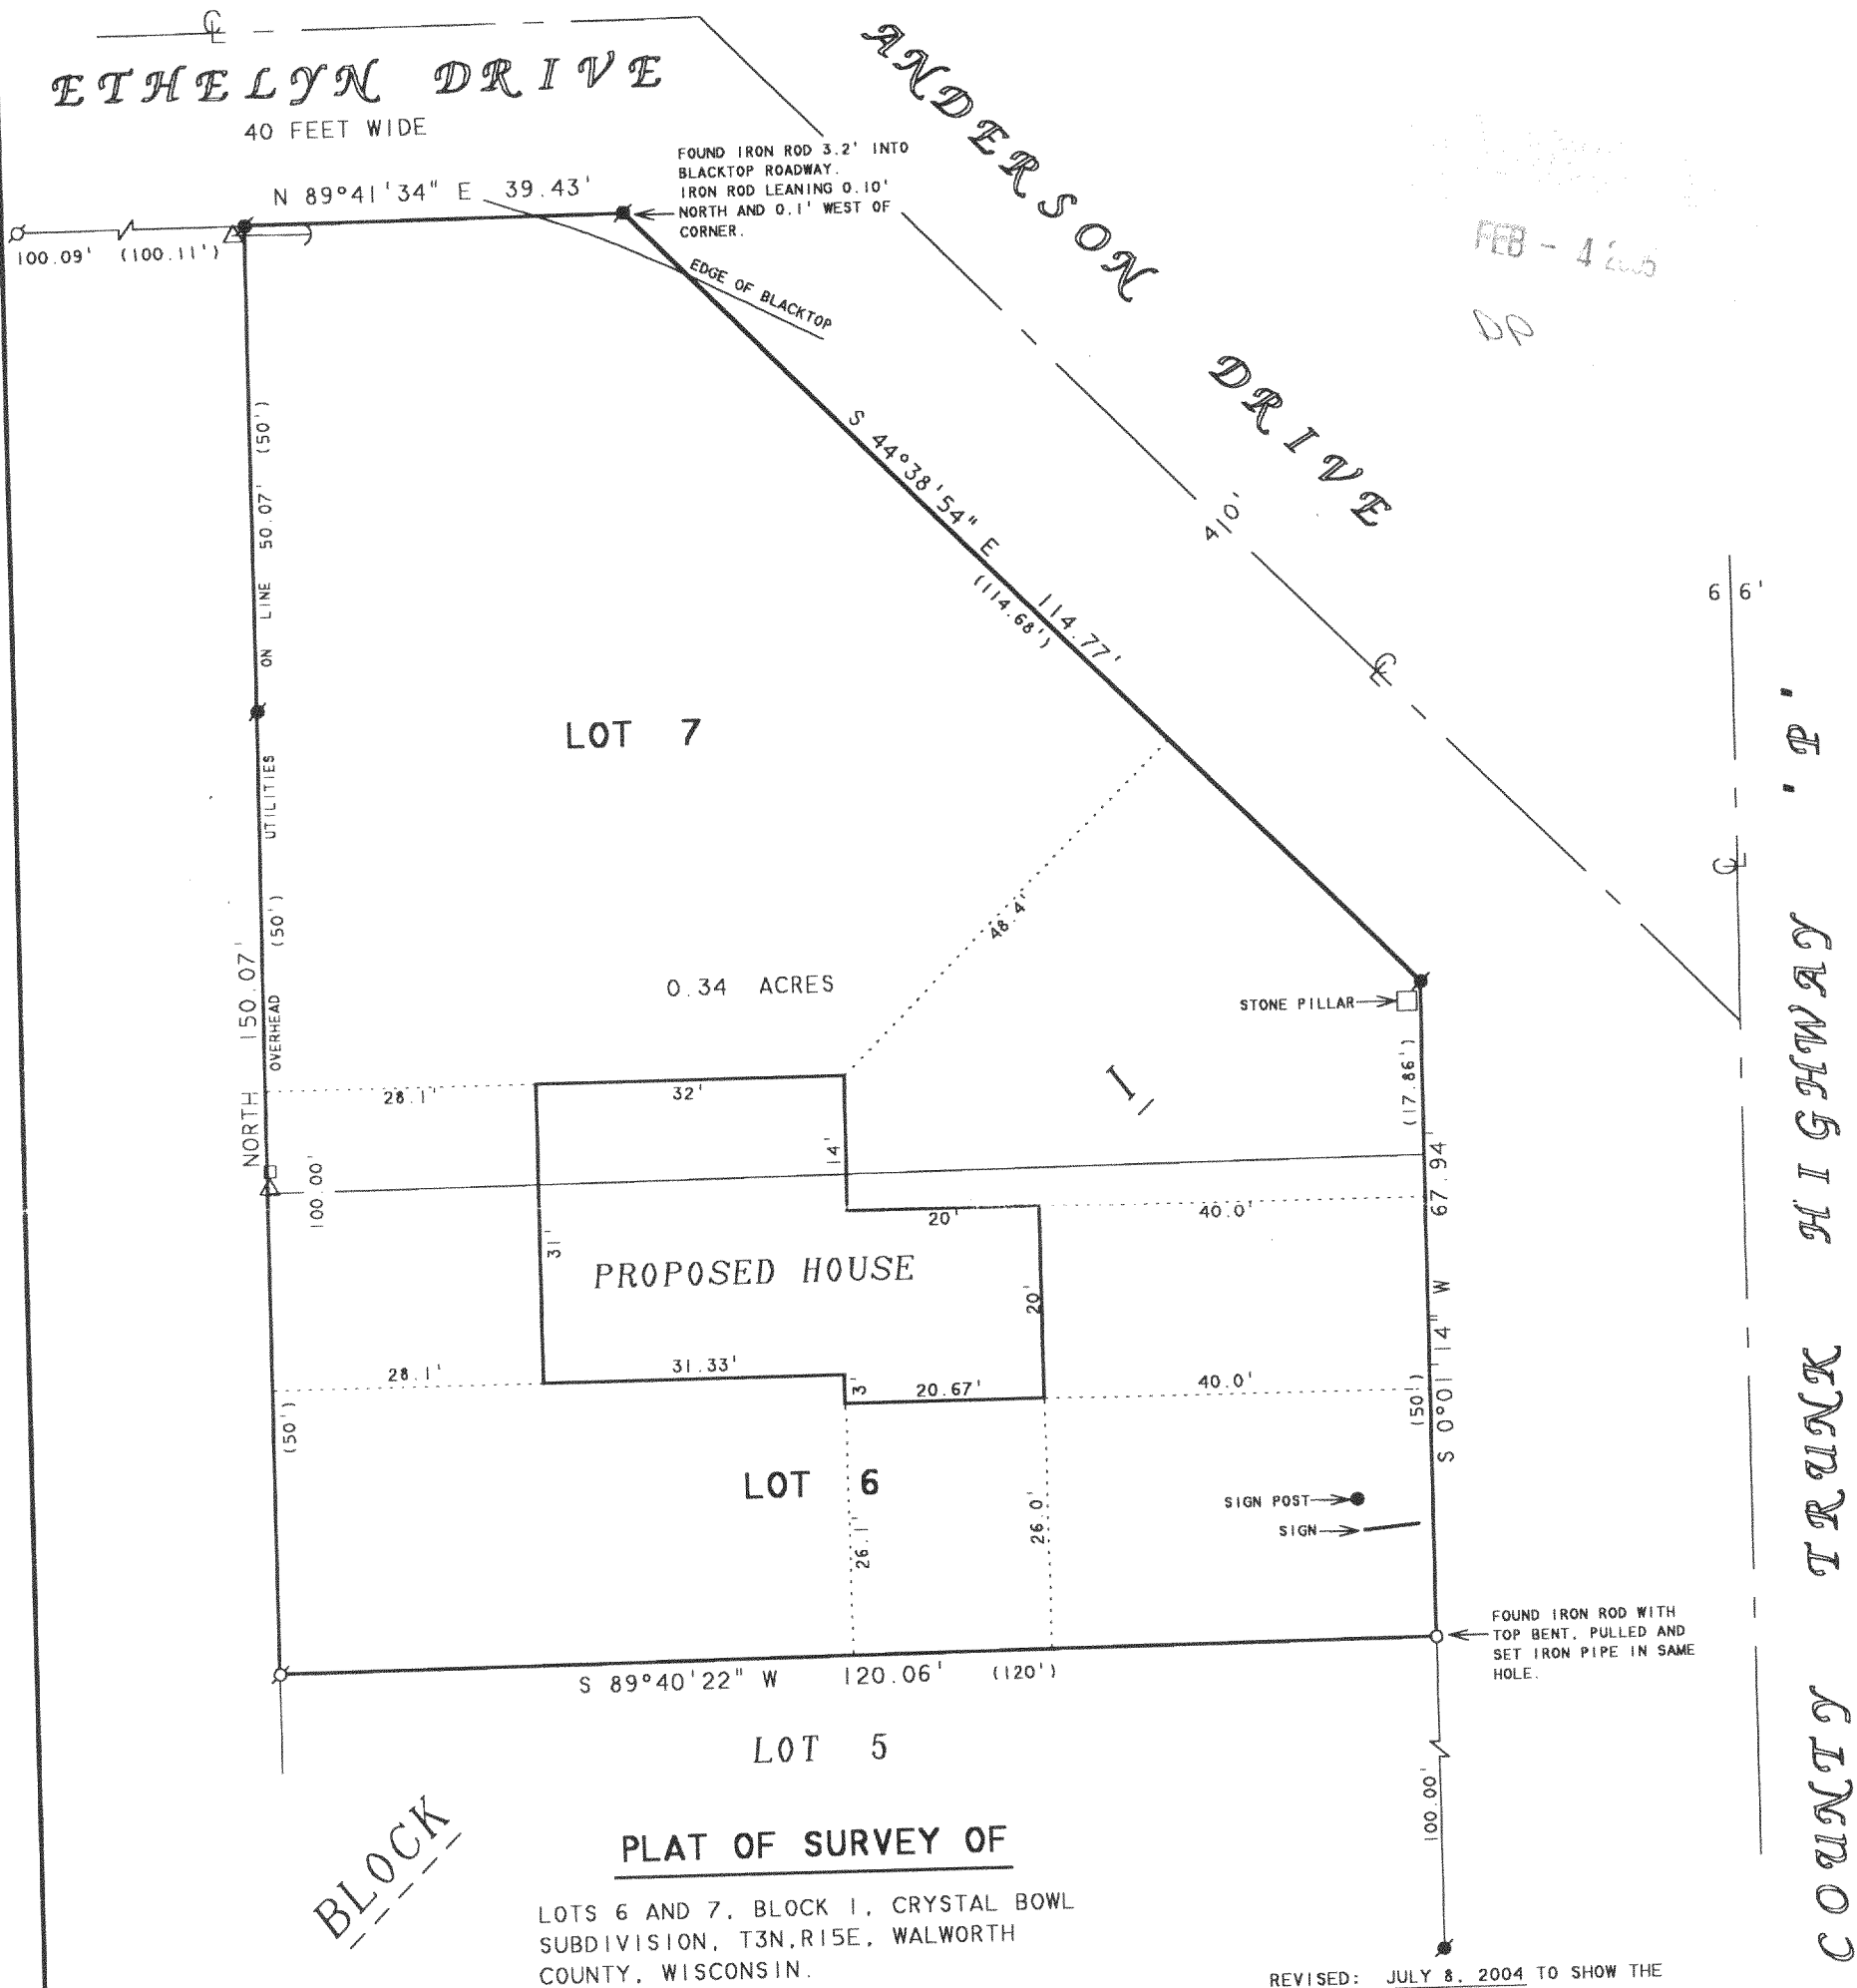 ETHELYN DRIVE
40 FEET WIDE
ANDERSON DRIVE
FEB - 4
DP
N 89°41'34" E 39.43'
FOUND IRON ROD 3.2' INTO
BLACKTOP ROADWAY.
IRON ROD LEANING 0.10'
NORTH AND 0.1' WEST OF
CORNER.
100.09' (100.11')
EDGE OF BLACKTOP
S 44°38'54" E 114.77'
(114.68')
40'
66'
NORTH 150.07'
(50')
ON LINE 50.07'
OVERHEAD UTILITIES
(50')
100.00'
(50')
LOT 7
48.4'
0.34 ACRES
STONE PILLAR
1
(17.86')
S 0°01'14" W 67.94'
(50')
28.1'
32'
14'
20'
40.0'
31'
PROPOSED HOUSE
20'
28.1'
31.33'
3'
20.67'
40.0'
LOT 6
26.1'
26.0'
SIGN POST
SIGN
FOUND IRON ROD WITH
TOP BENT. PULLED AND
SET IRON PIPE IN SAME
HOLE.
S 89°40'22" W 120.06' (120')
LOT 5
100.00'
BLOCK
COUNTY TRUNK HIGHWAY 'P'
PLAT OF SURVEY OF
LOTS 6 AND 7, BLOCK 1, CRYSTAL BOWL
SUBDIVISION, T3N,R15E, WALWORTH
COUNTY, WISCONSIN.
REVISED: JULY 8, 2004 TO SHOW THE